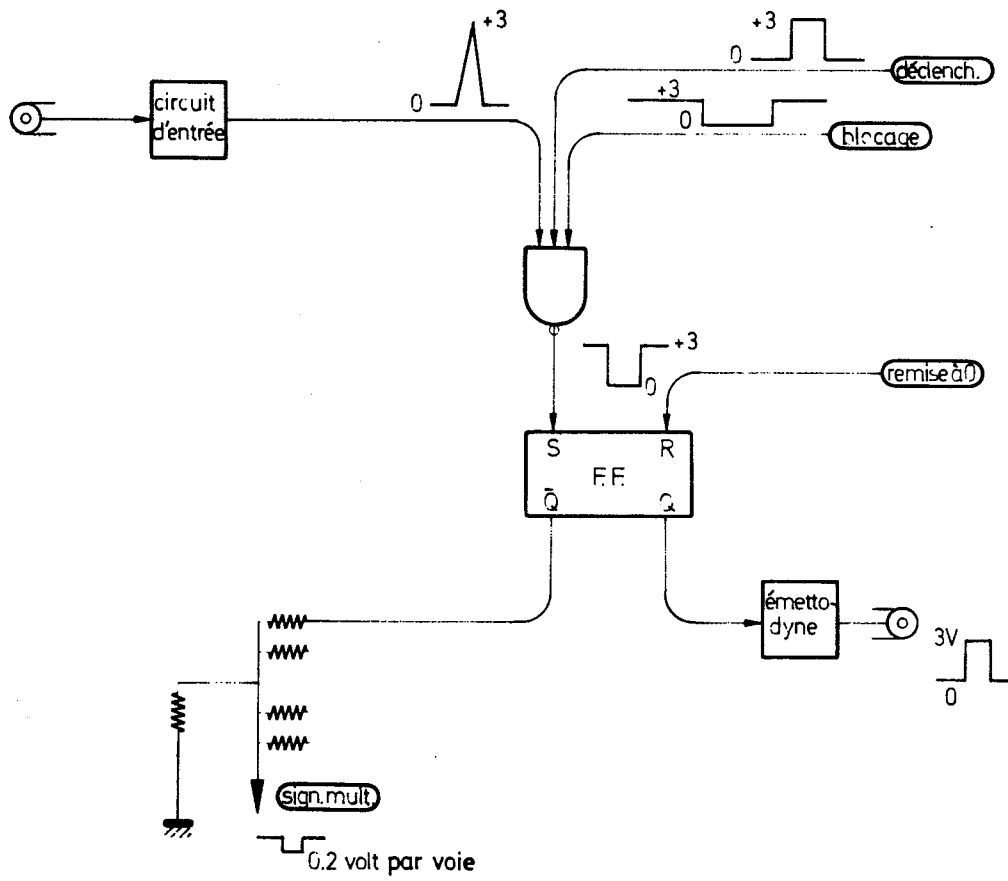 +3
0
+3
0
déclench.
circuit
d'entrée
+3
0
blocage
+3
0
remise à 0
S R
F.F.
Q̄ Q
émetto-
dyne
3V
0
sign. mult.
0.2 volt par voie